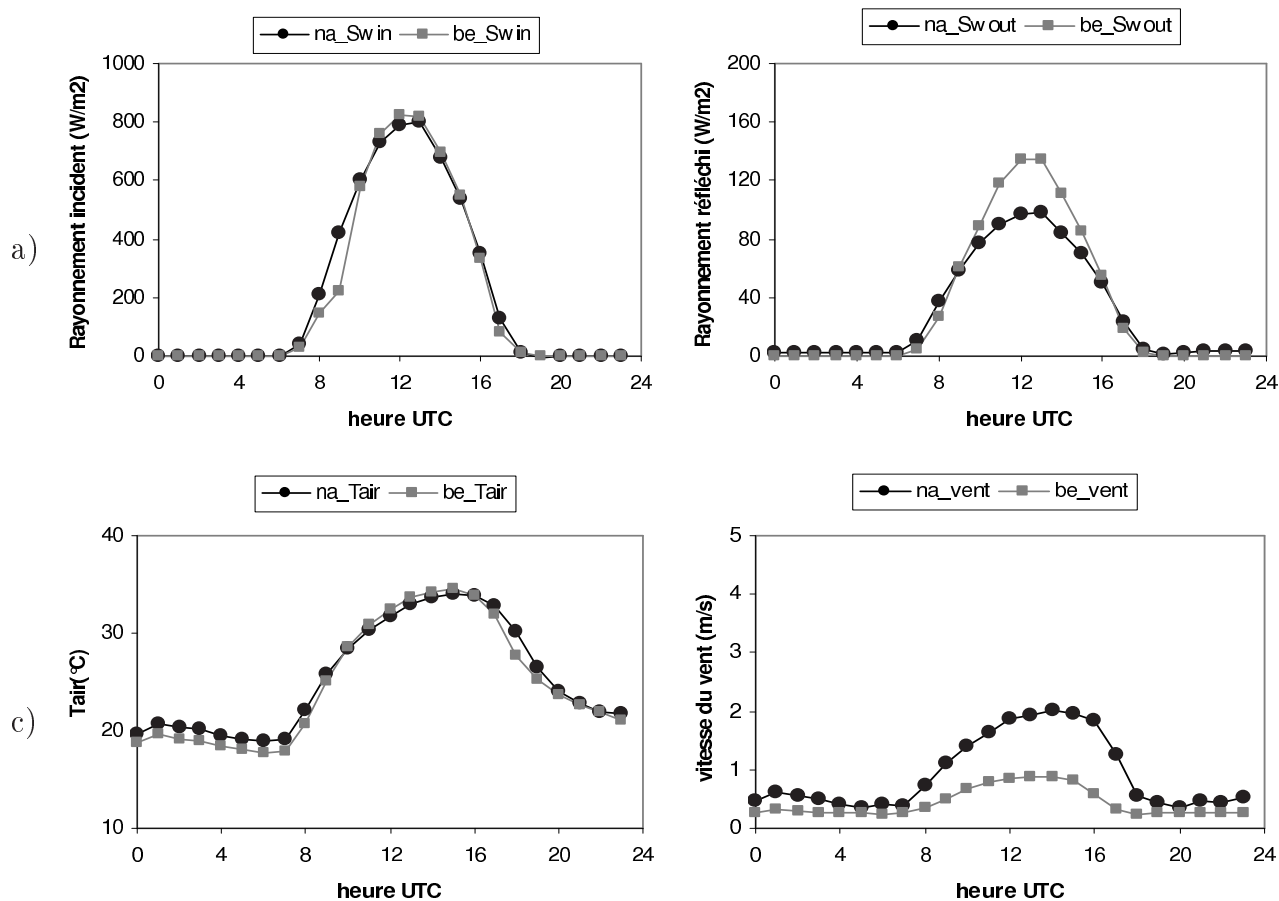 na_Swin be_Swin
na_Swout be_Swout
a)
Rayonnement incident (W/m2)
1000
800
600
400
200
0
0 4 8 12 16 20 24
heure UTC
Rayonnement réfléchi (W/m2)
200
160
120
80
40
0
0 4 8 12 16 20 24
heure UTC
na_Tair be_Tair
na_vent be_vent
c)
Tair(°C)
40
30
20
10
0 4 8 12 16 20 24
heure UTC
vitesse du vent (m/s)
5
4
3
2
1
0
0 4 8 12 16 20 24
heure UTC